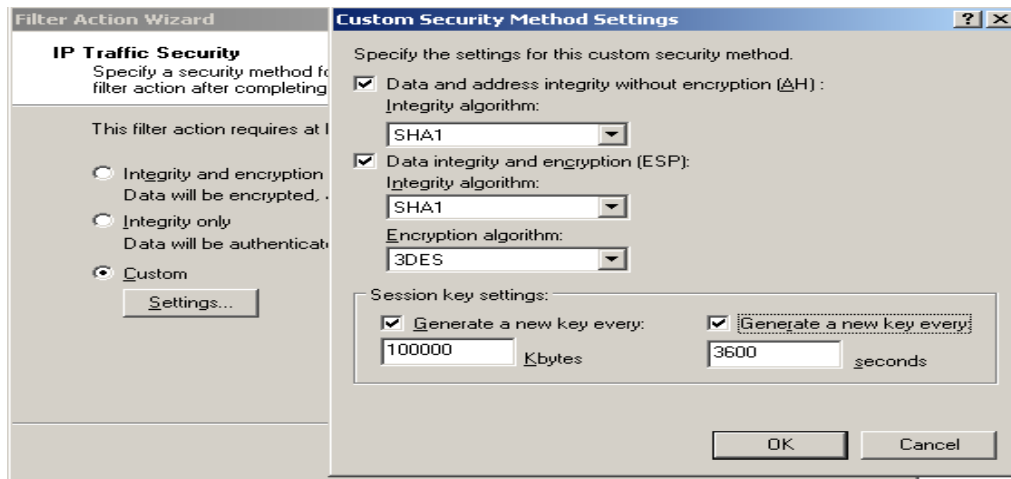 Filter Action Wizard
IP Traffic Security
Specify a security method fo
filter action after completing
This filter action requires at l
Integrity and encryption
Data will be encrypted,
Integrity only
Data will be authenticate
Custom
Settings...
Custom Security Method Settings
Specify the settings for this custom security method.
Data and address integrity without encryption (AH) :
Integrity algorithm:
SHA1
Data integrity and encryption (ESP):
Integrity algorithm:
SHA1
Encryption algorithm:
3DES
Session key settings:
Generate a new key every:
100000
Kbytes
Generate a new key every:
3600
seconds
OK
Cancel